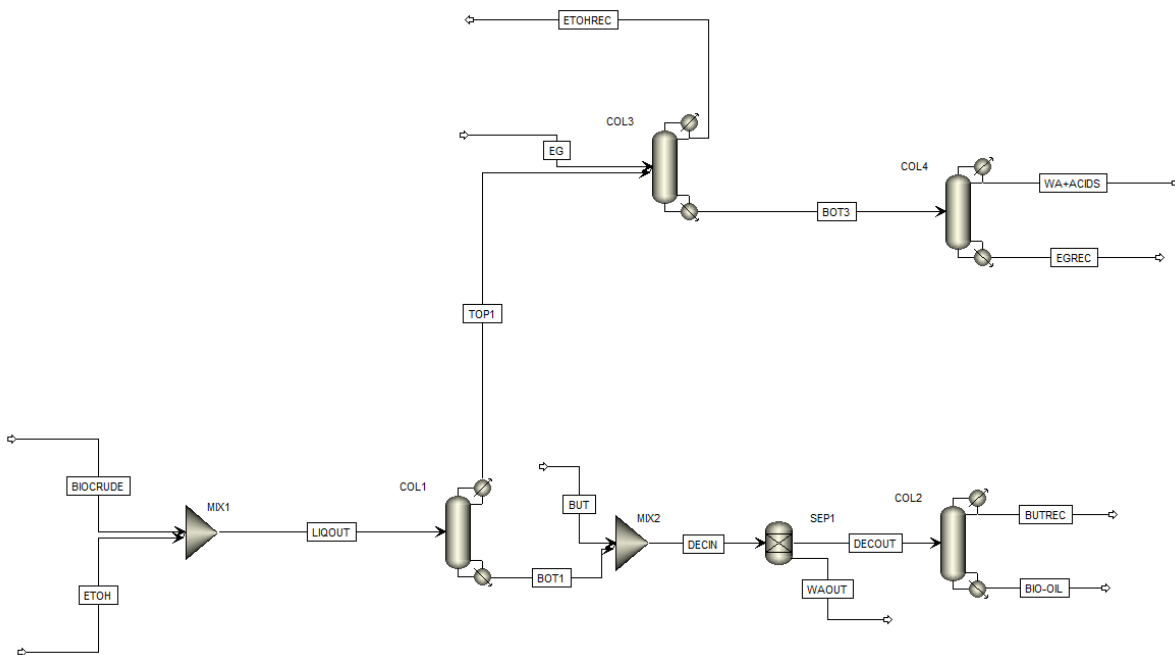 ETOHREC
COL3
EG
COL4
WA+ACIDS
BOT3
EGREC
TOP1
BIOCRUDE
MIX1
COL1
BUT
MIX2
SEP1
COL2
BUTREC
LIQOUT
DECIN
DECOUT
BOT1
WAOUT
BIO-OIL
ETOH